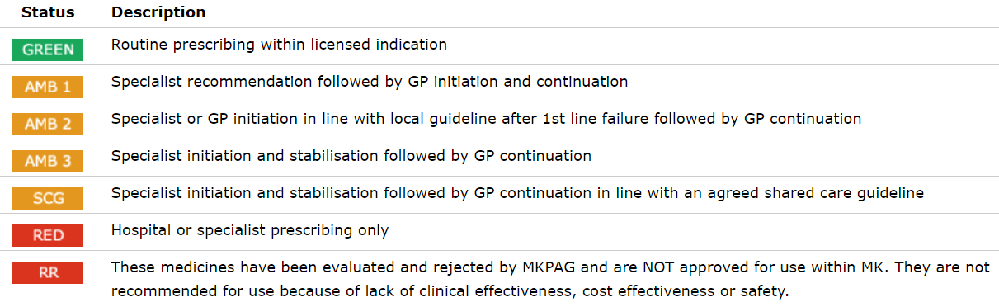 Status Description
GREEN Routine prescribing within licensed indication
AMB 1 Specialist recommendation followed by GP initiation and continuation
AMB 2 Specialist or GP initiation in line with local guideline after 1st line failure followed by GP continuation
AMB 3 Specialist initiation and stabilisation followed by GP continuation
SCG Specialist initiation and stabilisation followed by GP continuation in line with an agreed shared care guideline
RED Hospital or specialist prescribing only
RR These medicines have been evaluated and rejected by MKPAG and are NOT approved for use within MK. They are not
recommended for use because of lack of clinical effectiveness, cost effectiveness or safety.